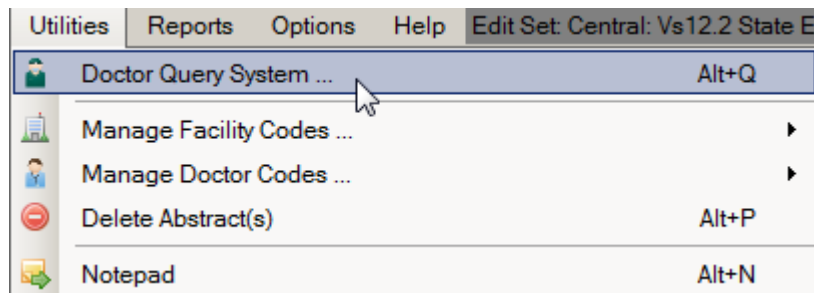 Utilities Reports Options Help Edit Set: Central: Vs12.2 State E
Doctor Query System ... Alt+Q
Manage Facility Codes ...
Manage Doctor Codes ...
Delete Abstract(s) Alt+P
Notepad Alt+N